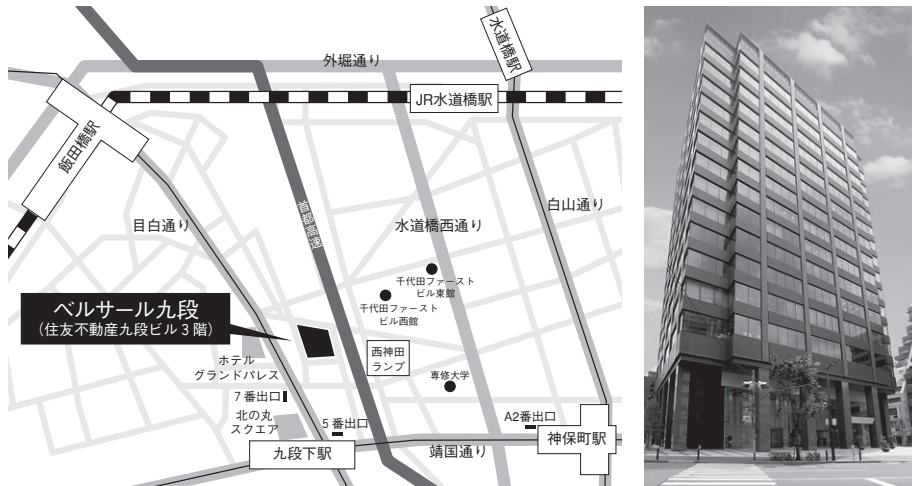 水道橋駅
外堀通り
JR水道橋駅
飯田橋駅
首都高速
目白通り
水道橋西通り
白山通り
千代田ファースト
ビル東館
千代田ファースト
ビル西館
ベルサール九段
（住友不動産九段ビル3階）
西神田
ランプ
ホテル
グランドパレス
専修大学
7番出口
北の丸
スクエア
5番出口
A2番出口
九段下駅
靖国通り
神保町駅